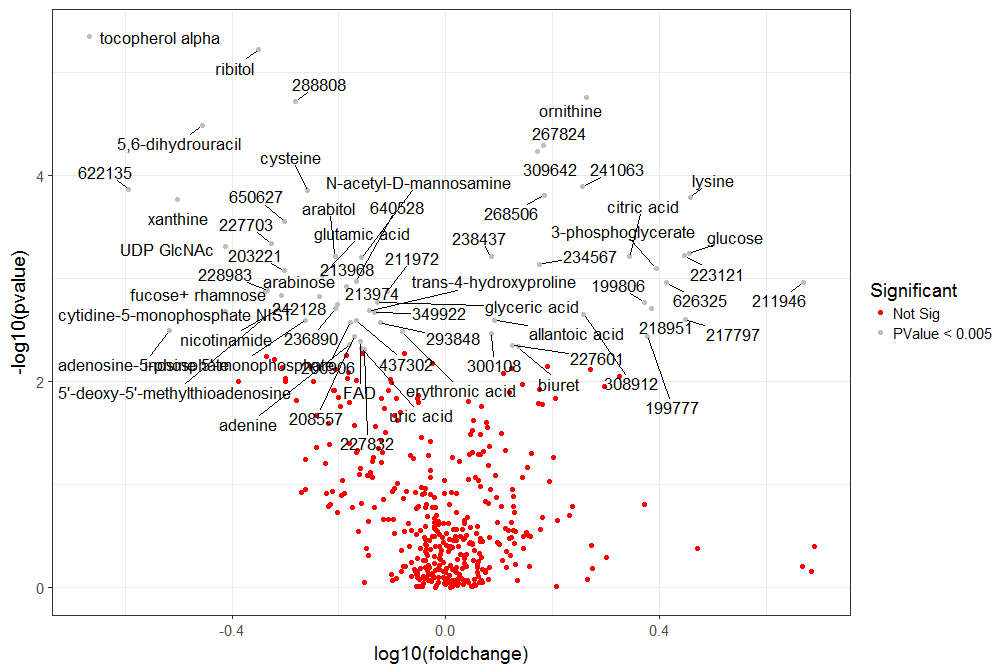 tocopherol alpha
ribitol
288808
ornithine
5,6-dihydrouracil
267824
cysteine
622135
309642
241063
N-acetyl-D-mannosamine
lysine
650627
arabitol
640528
268506
citric acid
xanthine
227703
glutamic acid
238437
3-phosphoglycerate
glucose
UDP GlcNAc
203221
213968
211972
234567
228983
arabinose
trans-4-hydroxyproline
199806
223121
fucose+ rhamnose
213974
626325
211946
cytidine-5-monophosphate NIST
242128
349922
glyceric acid
218951
217797
nicotinamide
236890
293848
allantoic acid
adenosine-5-phosphate
437302
300108
227601
5'-deoxy-5'-methylthioadenosine
FAD
erythronic acid
biuret
308912
adenine
208557
uric acid
199777
227832
Significant
Not Sig
PValue < 0.005
-log10(pvalue)
4
2
0
-0.4
0.0
0.4
log10(foldchange)